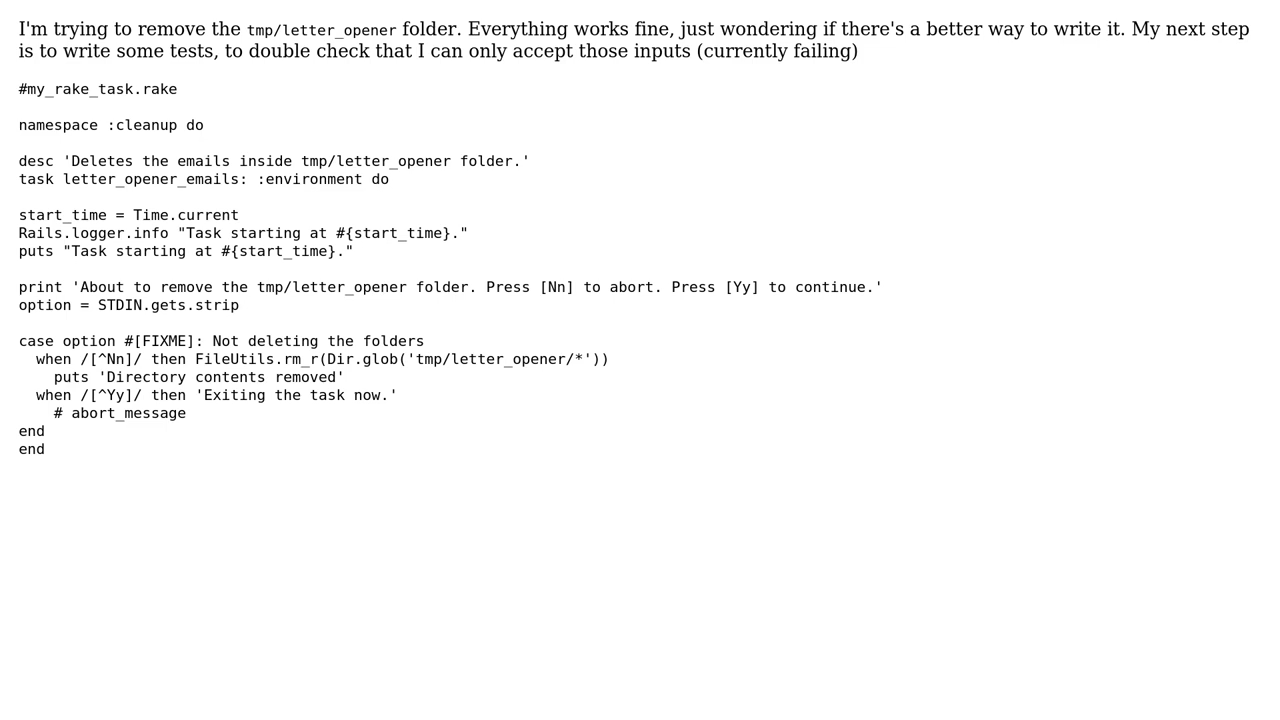 I'm trying to remove the tmp/letter_opener folder. Everything works fine, just wondering if there's a better way to write it. My next step
is to write some tests, to double check that I can only accept those inputs (currently failing)
#my_rake_task.rake
namespace :cleanup do
desc 'Deletes the emails inside tmp/letter_opener folder.'
task letter_opener_emails: :environment do
start_time = Time.current
Rails.logger.info "Task starting at #{start_time}."
puts "Task starting at #{start_time}."
print 'About to remove the tmp/letter_opener folder. Press [Nn] to abort. Press [Yy] to continue.'
option = STDIN.gets.strip
case option #[FIXME]: Not deleting the folders
  when /[^Nn]/ then FileUtils.rm_r(Dir.glob('tmp/letter_opener/*'))
    puts 'Directory contents removed'
  when /[^Yy]/ then 'Exiting the task now.'
    # abort_message
end
end